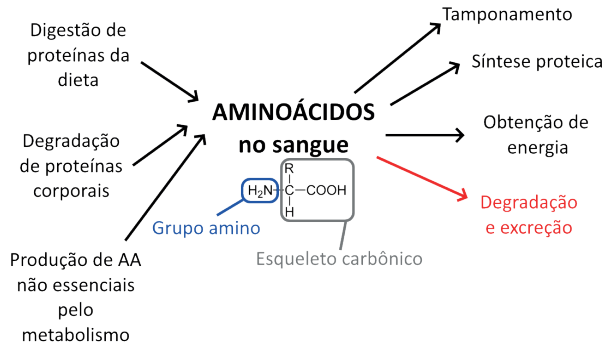 Digestão de
proteínas da
dieta
Degradação
de proteínas
corporais
Produção de AA
não essenciais
pelo
metabolismo
AMINOÁCIDOS
no sangue
R
H₂N–C–COOH
H
Grupo amino
Esqueleto carbônico
Tamponamento
Síntese proteica
Obtenção de
energia
Degradação
e excreção